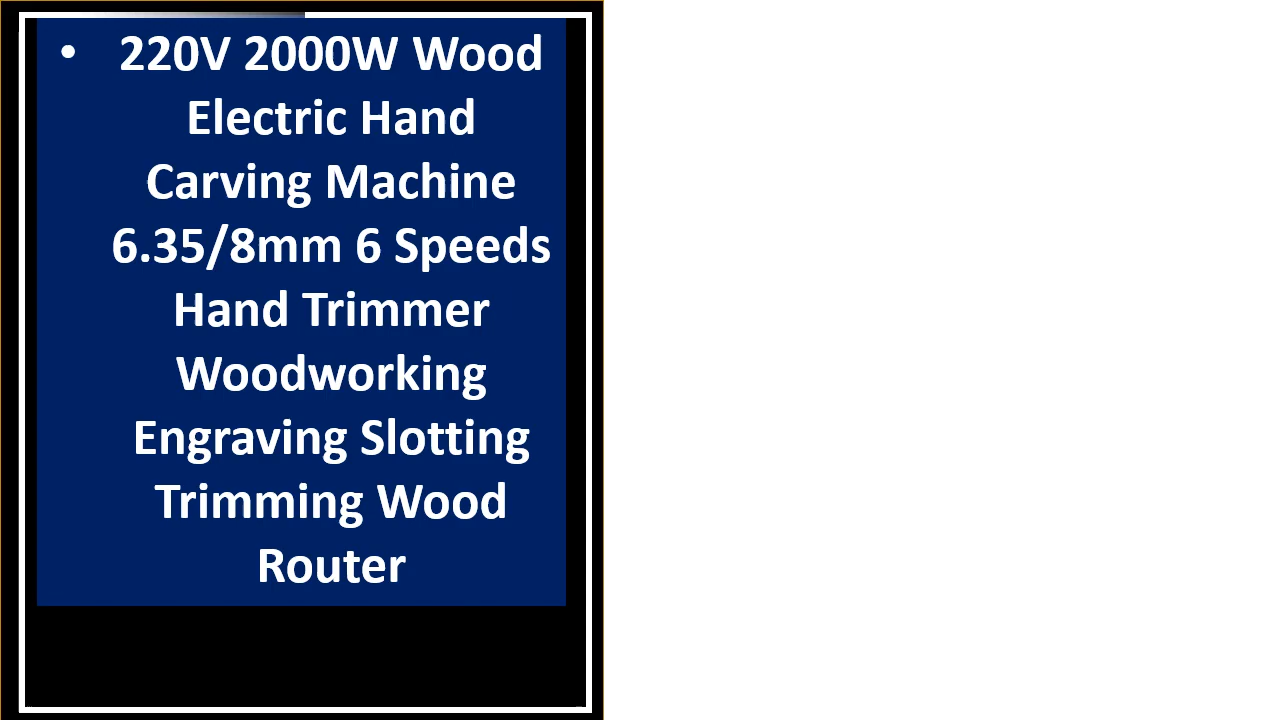 • 220V 2000W Wood
Electric Hand
Carving Machine
6.35/8mm 6 Speeds
Hand Trimmer
Woodworking
Engraving Slotting
Trimming Wood
Router